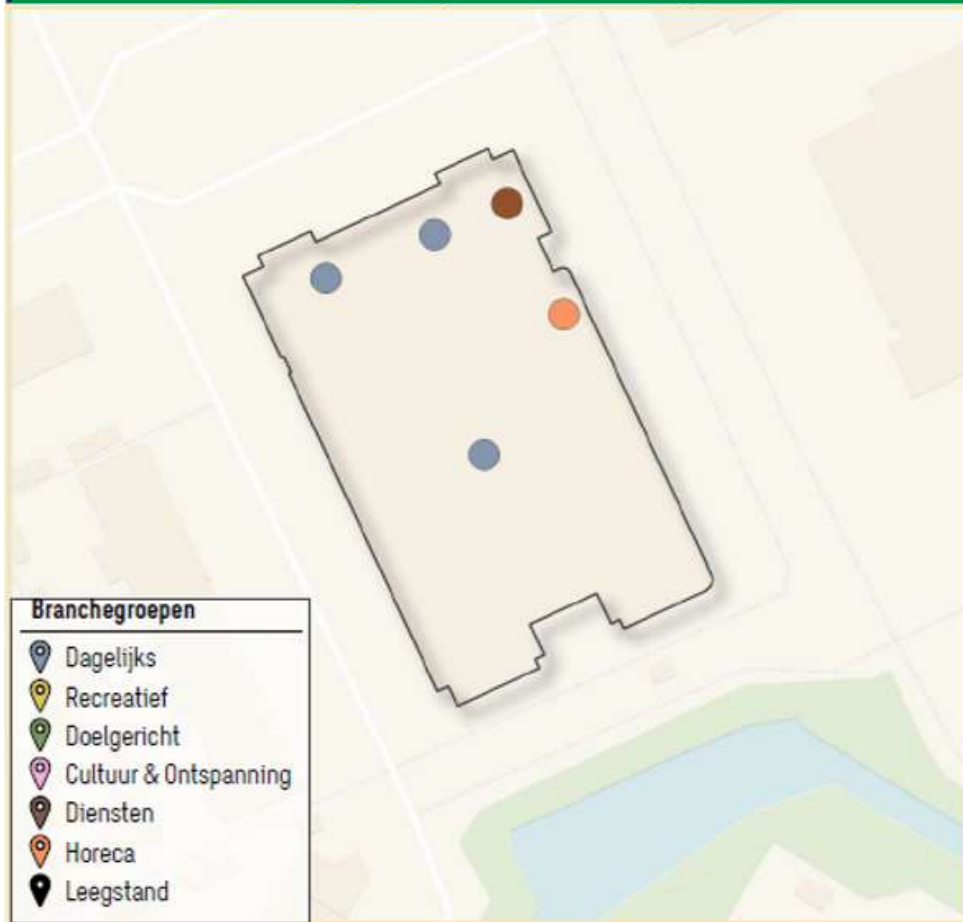 Branchegroepen
Dagelijks
Recreatief
Doelgericht
Cultuur & Ontspanning
Diensten
Horeca
Leegstand